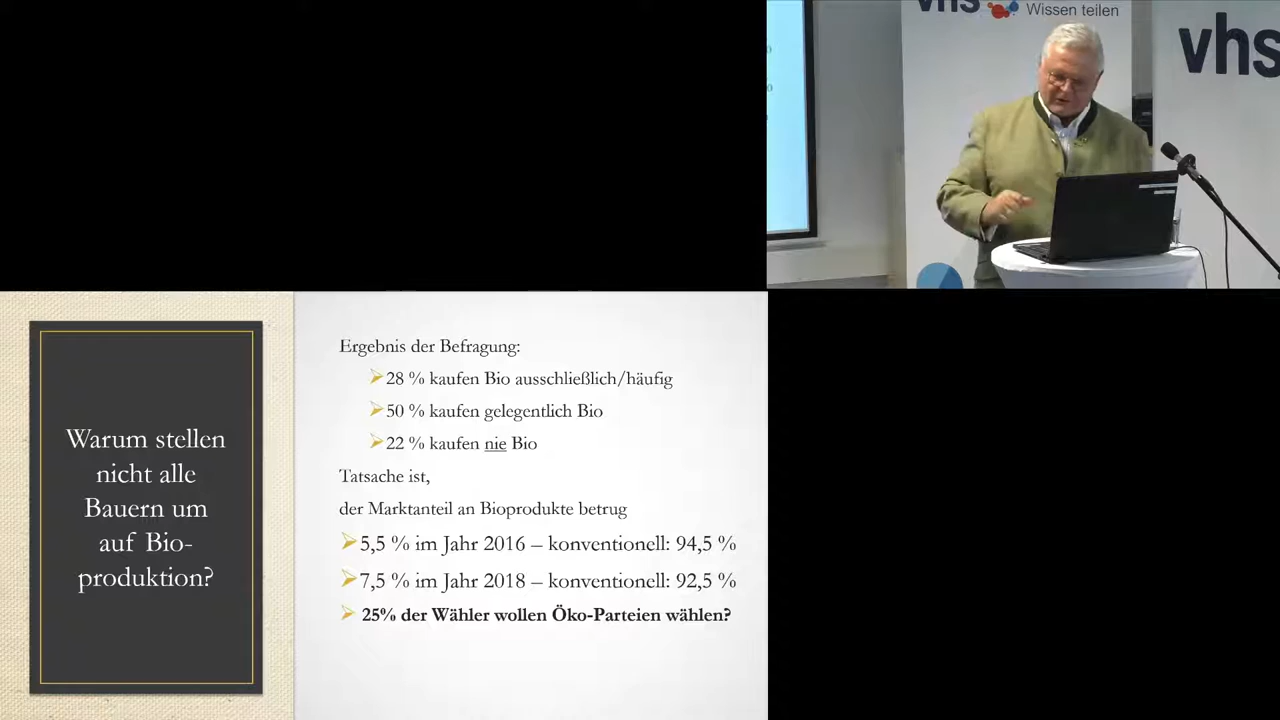 vhs
Wissen teilen
vhs
Warum stellen
nicht alle
Bauern um
auf Bio-
produktion?
Ergebnis der Befragung:
28 % kaufen Bio ausschließlich/häufig
50 % kaufen gelegentlich Bio
22 % kaufen nie Bio
Tatsache ist,
der Marktanteil an Bioprodukte betrug
5,5 % im Jahr 2016 – konventionell: 94,5 %
7,5 % im Jahr 2018 – konventionell: 92,5 %
25% der Wähler wollen Öko-Parteien wählen?